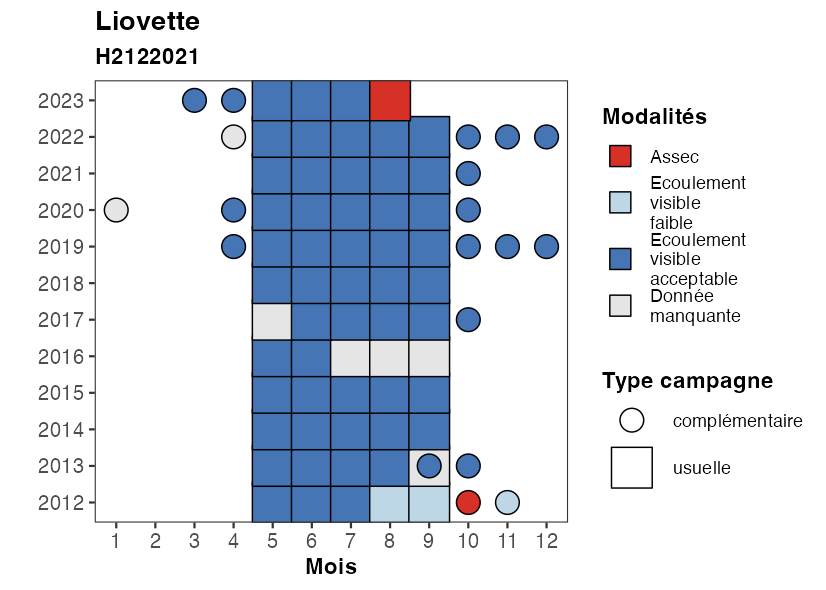 Liovette
H2122021
2023
2022
2021
2020
2019
2018
2017
2016
2015
2014
2013
2012
1 2 3 4 5 6 7 8 9 10 11 12
Mois
Modalités
Assec
Ecoulement
visible
faible
Ecoulement
visible
acceptable
Donnée
manquante
Type campagne
complémentaire
usuelle